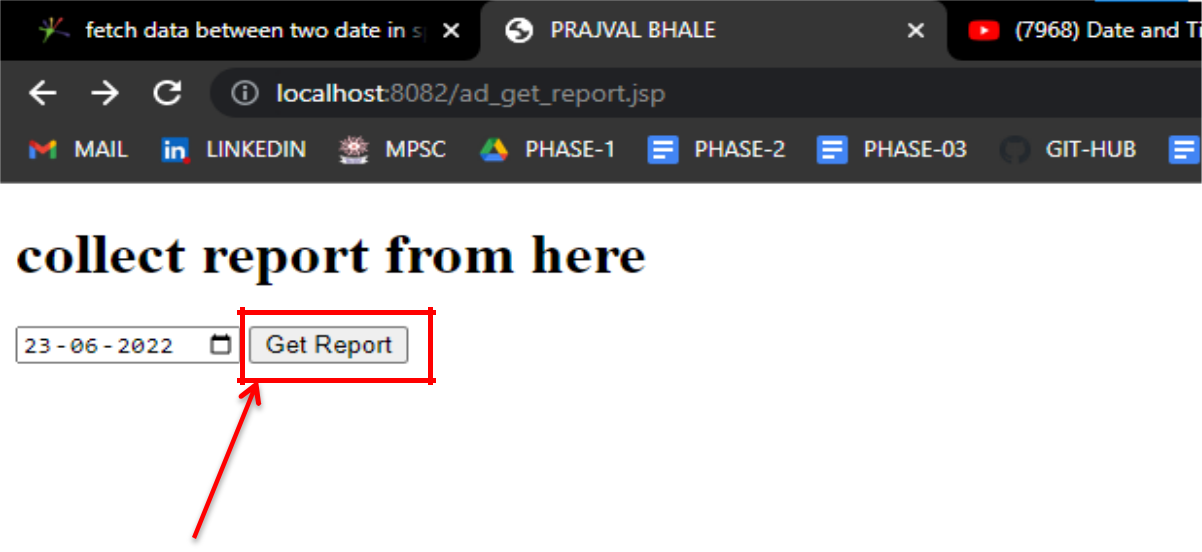 fetch data between two date in
PRAJVAL BHALE
(7968) Date and
localhost:8082/ad_get_report.jsp
MAIL LINKEDIN MPSC PHASE-1 PHASE-2 PHASE-03 GIT-HUB
collect report from here
23-06-2022 Get Report